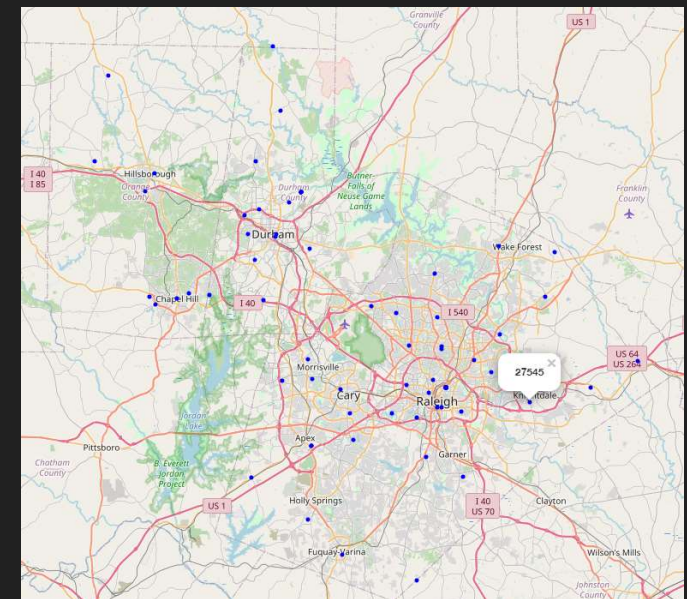 Granville
County
US 1
I 40
I 85
Hillsborough
Orange
County
Durham
County
Butner-
Falls of
Neuse Game
Lands
Franklin
County
Durham
Wake Forest
Chapel Hill
I 40
I 540
US 64
US 264
27545
×
Morrisville
Cary
Raleigh
Jordan
Lake
Apex
Pittsboro
Garner
Chatham
County
B. Everett
Jordan
Project
US 1
Holly Springs
I 40
US 70
Clayton
Fuquay-Varina
Wilson's Mills
Johnston
County